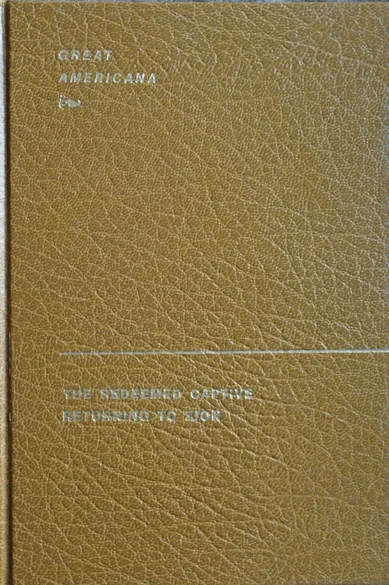 GREAT
AMERICANA
THE REDEEMED CAPTIVE
RETURNING TO ZION